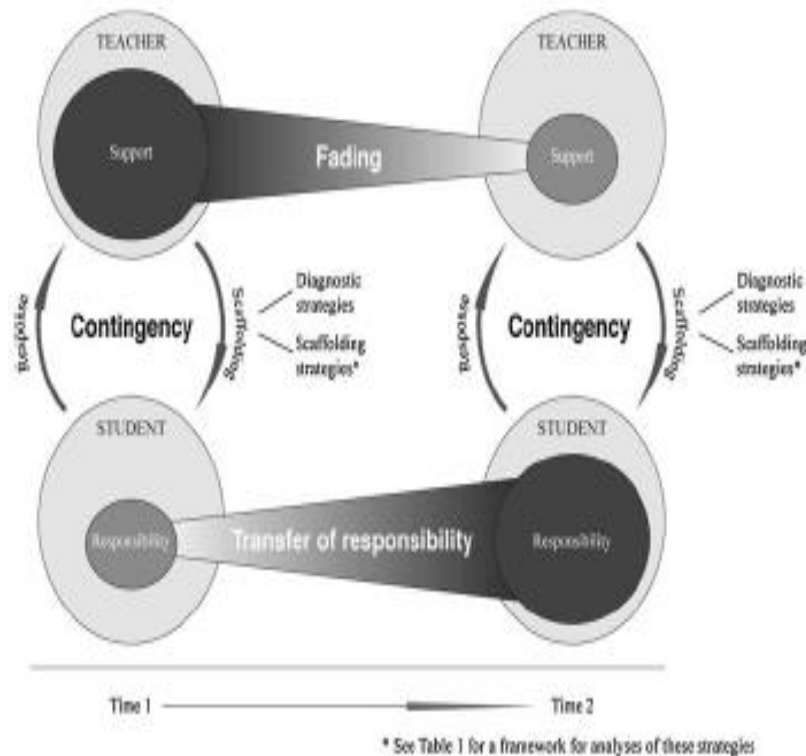 TEACHER
TEACHER
Support
Fading
Support
Response
Contingency
Scaffolding
Diagnostic
strategies
Scaffolding
strategies*
Response
Contingency
Scaffolding
Diagnostic
strategies
Scaffolding
strategies*
STUDENT
STUDENT
Responsibility
Transfer of responsibility
Responsibility
Time 1
Time 2
* See Table 1 for a framework for analyses of these strategies